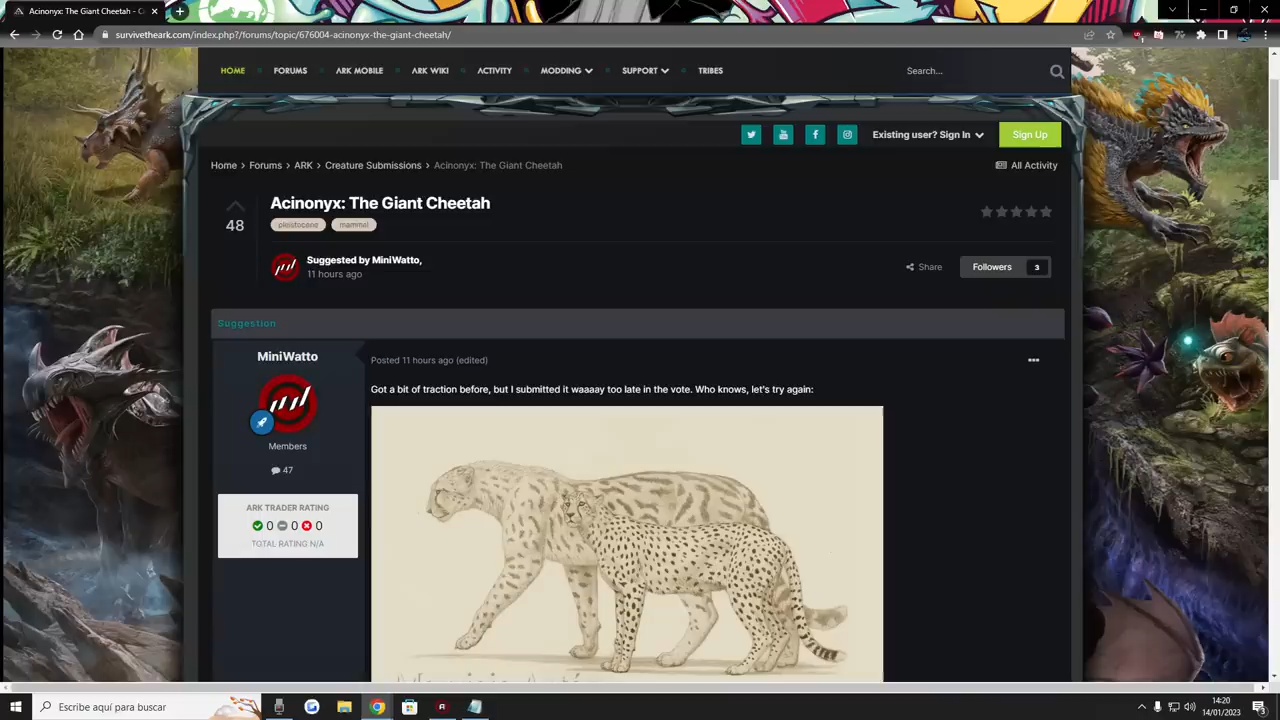 Acinonyx: The Giant Cheetah - C
survivetheark.com/index.php?/forums/topic/676004-acinonyx-the-giant-cheetah/
HOME FORUMS ARK MOBILE ARK WIKI ACTIVITY MODDING SUPPORT TRIBES Search...
Existing user? Sign In Sign Up
Home > Forums > ARK > Creature Submissions > Acinonyx: The Giant Cheetah All Activity
Acinonyx: The Giant Cheetah
48
pleistocene mammal
Suggested by MiniWatto,
11 hours ago
Share Followers 3
Suggestion
MiniWatto
Posted 11 hours ago (edited)
Got a bit of traction before, but I submitted it waaaay too late in the vote. Who knows, let's try again:
Members
47
ARK TRADER RATING
0 0 0
TOTAL RATING N/A
Escribe aquí para buscar
14:20
14/01/2023